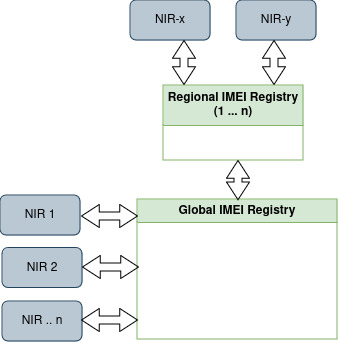 NIR-x
NIR-y
Regional IMEI Registry
(1 ... n)
Global IMEI Registry
NIR 1
NIR 2
NIR .. n